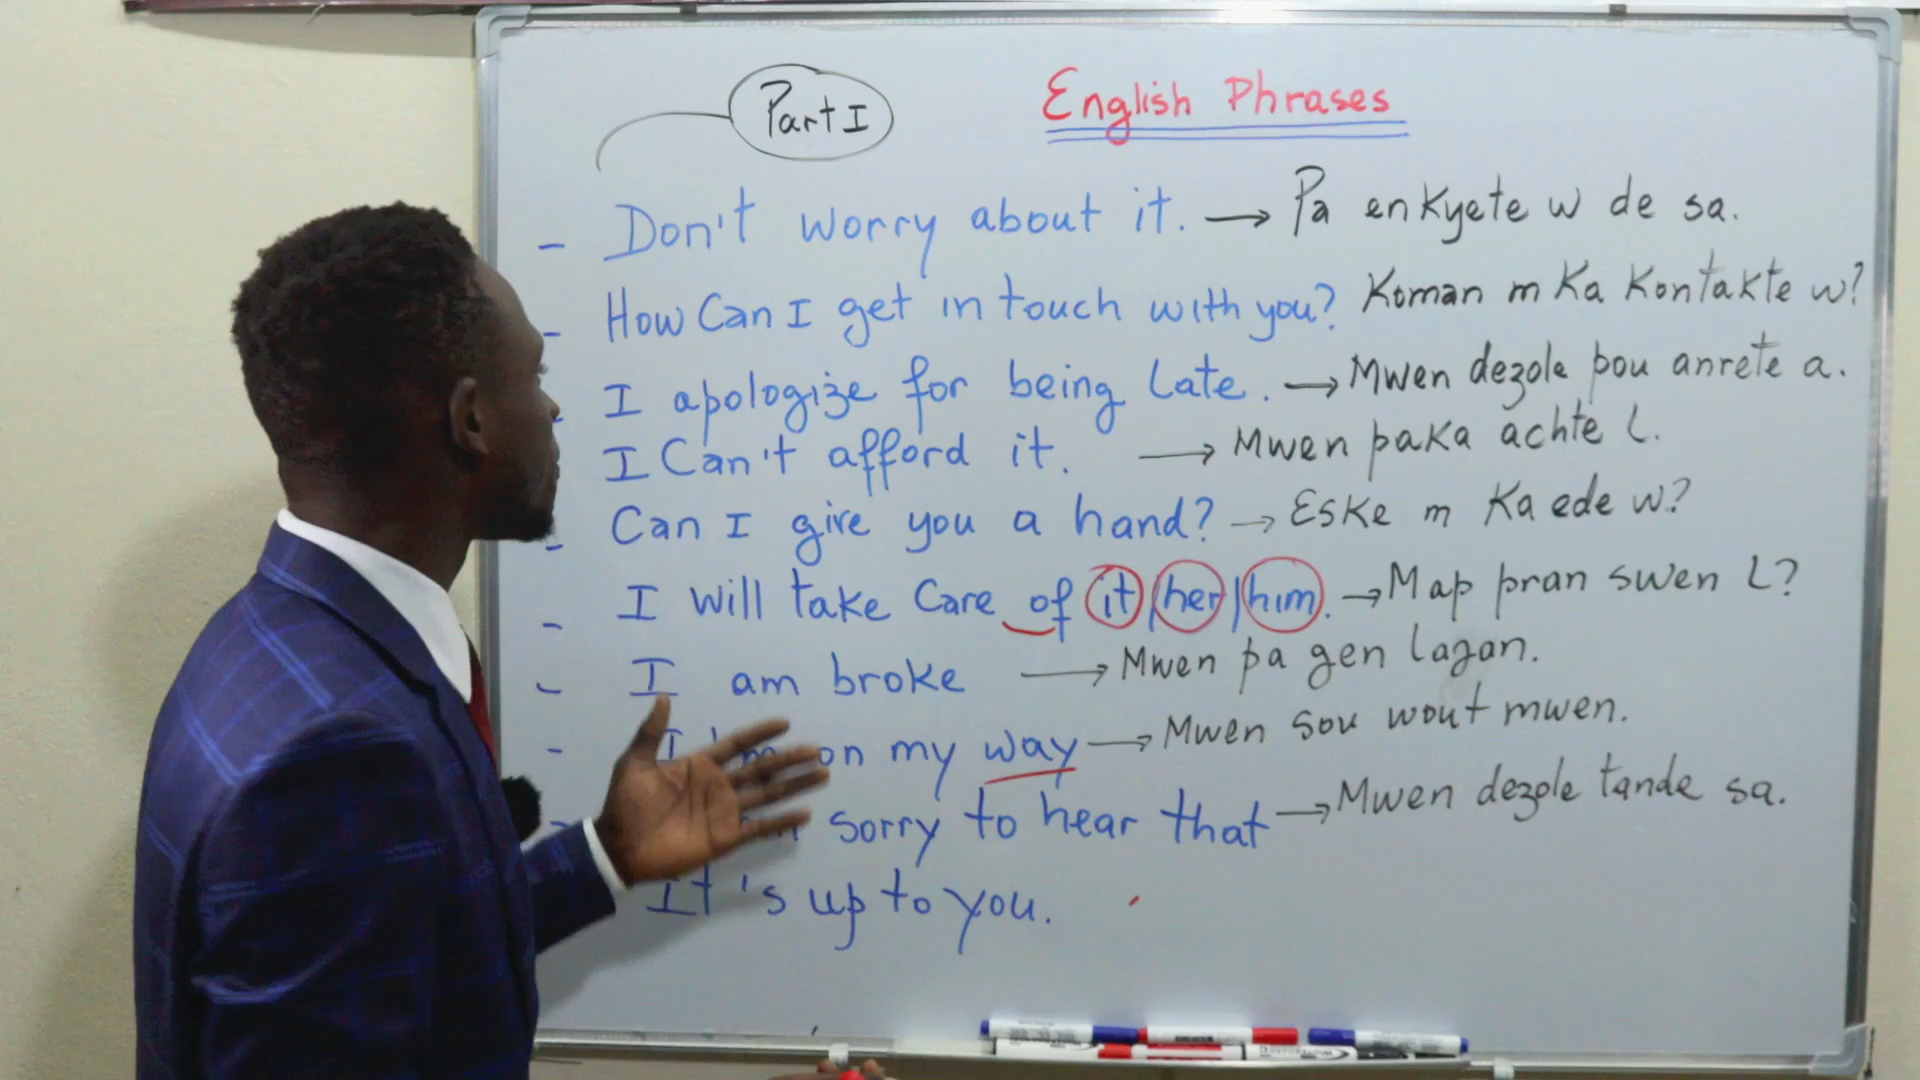 Part I
English Phrases
- Don't worry about it. → Pa enkyete w de sa.
- How Can I get in touch with you? Koman m Ka Kontakte w?
- I apologize for being Late. → Mwen dezole pou anrete a.
I Can't afford it. → Mwen paka achte L.
- Can I give you a hand? → Eske m Ka ede w?
- I will take Care of it/her/him. → Map pran swen L?
- I am broke → Mwen pa gen lajan.
- I'm on my way → Mwen sou wout mwen.
- sorry to hear that → Mwen dezole tande sa.
It's up to you.